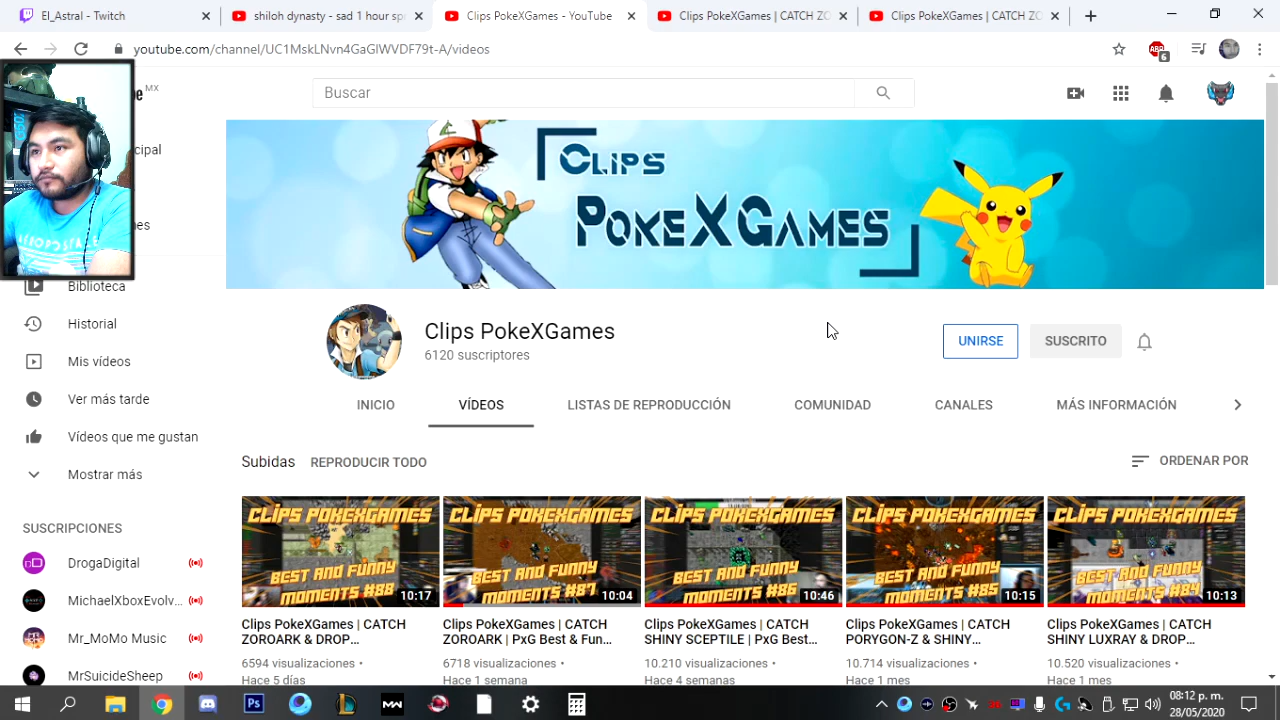 El_Astral - Twitch
shiloh dynasty - 1 hour sp
Clips PokeXGames - YouTube
Clips PokeXGames | CATCH ZO
Clips PokeXGames | CATCH ZO
youtube.com/channel/UC1MskLNvn4GaGlWVDF79t-A/videos
ABP
6
be MX
Buscar
cipal
nes
CLIPS
POKEXGAMES
Biblioteca
Historial
Mis vídeos
Ver más tarde
Vídeos que me gustan
Mostrar más
SUSCRIPCIONES
DrogaDigital
MichaelXboxEvolv...
Mr_MoMo Music
MrSuicideSheep
Clips PokeXGames
6120 suscriptores
UNIRSE
SUSCRITO
INICIO
VÍDEOS
LISTAS DE REPRODUCCIÓN
COMUNIDAD
CANALES
MÁS INFORMACIÓN
Subidas
REPRODUCIR TODO
ORDENAR POR
CLIPS POKEXGAMES
BEST AND FUNNY
MOMENTS #88
10:17
CLIPS POKEXGAMES
BEST AND FUNNY
MOMENTS #87
10:04
CLIPS POKEXGAMES
BEST AND FUNNY
MOMENTS #86
10:46
CLIPS POKEXGAMES
BEST AND FUNNY
MOMENTS #85
10:15
CLIPS POKEXGAMES
BEST AND FUNNY
MOMENTS #84
10:13
Clips PokeXGames | CATCH
ZOROARK & DROP...
6594 visualizaciones •
Hace 5 días
Clips PokeXGames | CATCH
ZOROARK | PxG Best & Fun...
6718 visualizaciones •
Hace 1 semana
Clips PokeXGames | CATCH
SHINY SCEPTILE | PxG Best...
10.210 visualizaciones •
Hace 4 semanas
Clips PokeXGames | CATCH
PORYGON-Z & SHINY...
10.714 visualizaciones •
Hace 1 mes
Clips PokeXGames | CATCH
SHINY LUXRAY & DROP...
10.520 visualizaciones •
Hace 1 mes
Ps
08:12 p. m.
28/05/2020